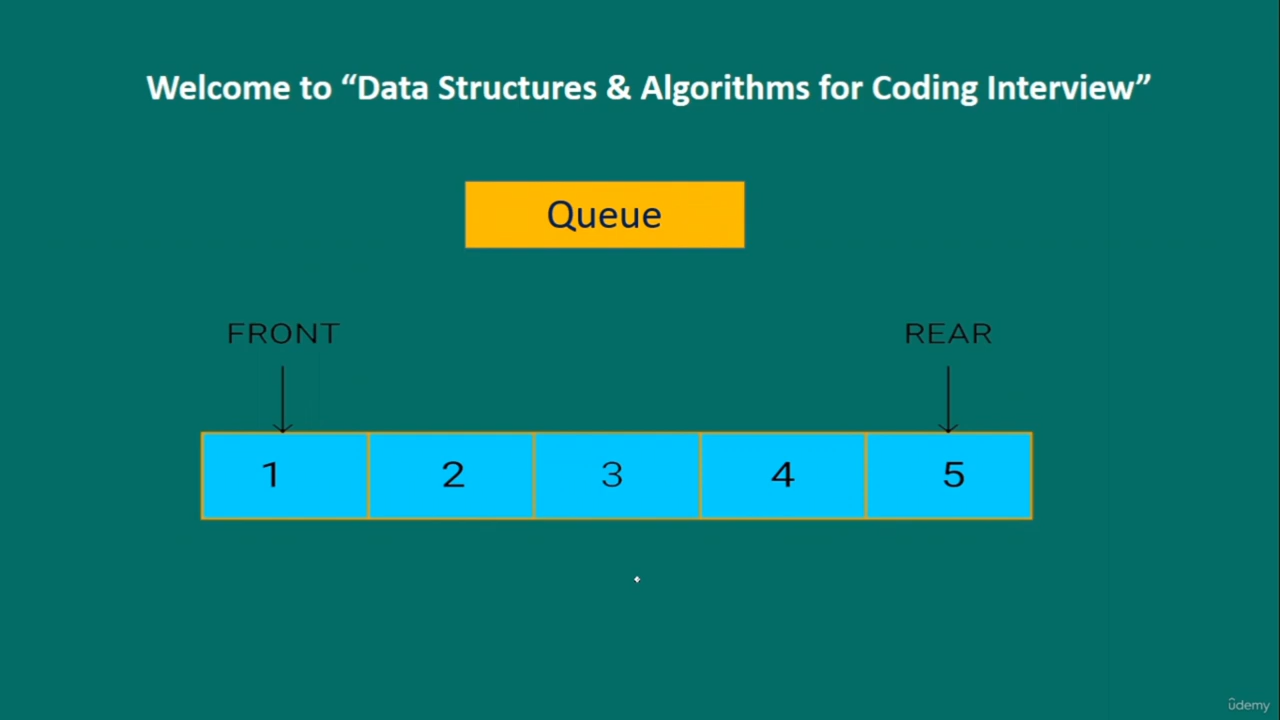 Welcome to “Data Structures & Algorithms for Coding Interview”
Queue
FRONT REAR
1 2 3 4 5
ûdemy